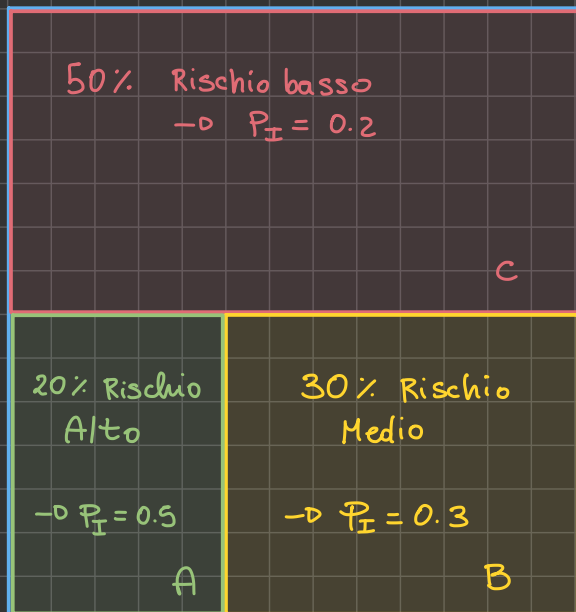 50% Rischio basso
→ P_I = 0.2
C
20% Rischio
Alto
→ P_I = 0.5
A
30% Rischio
Medio
→ P_I = 0.3
B